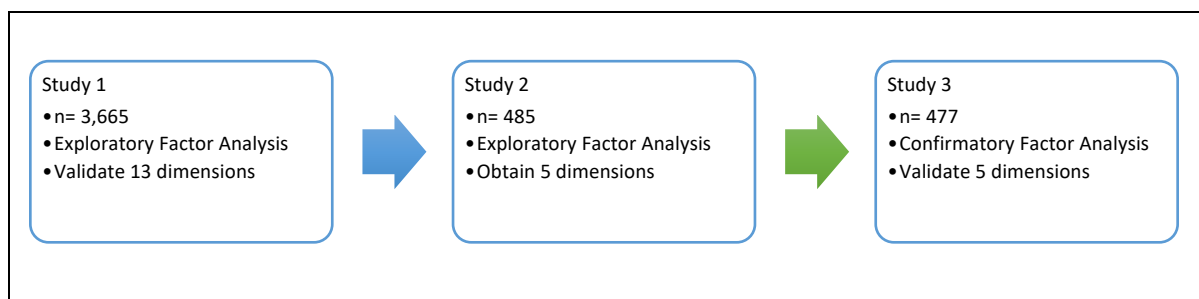 Study 1
•n= 3,665
•Exploratory Factor Analysis
•Validate 13 dimensions
Study 2
•n= 485
•Exploratory Factor Analysis
•Obtain 5 dimensions
Study 3
•n= 477
•Confirmatory Factor Analysis
•Validate 5 dimensions